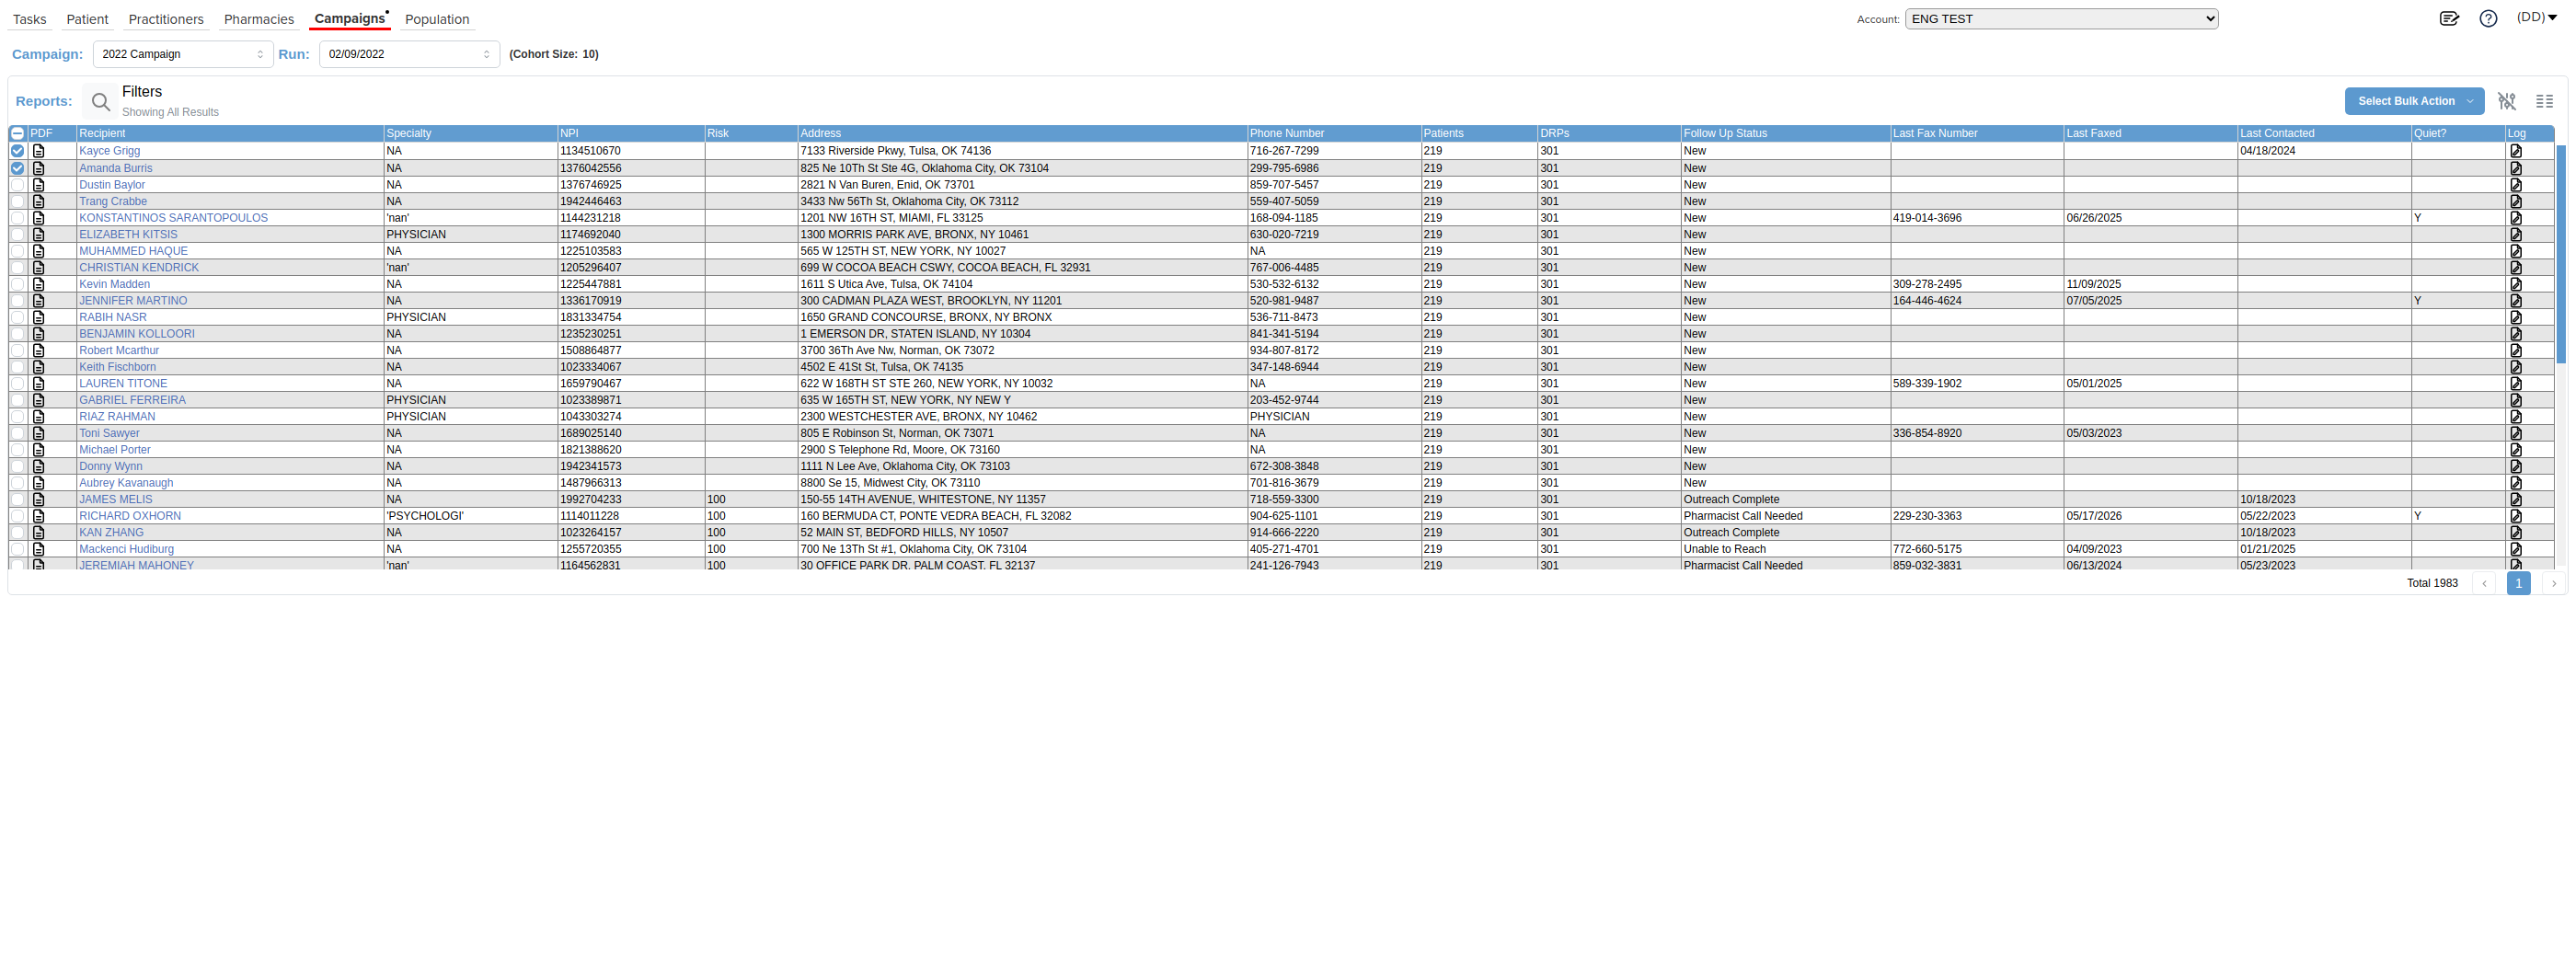 Tasks Patient Practitioners Pharmacies Campaigns Population Account: ENG TEST (DD)
Campaign: 2022 Campaign Run: 02/09/2022 (Cohort Size: 10)
Reports: Filters
Showing All Results
Select Bulk Action
PDF Recipient Specialty NPI Risk Address Phone Number Patients DRPs Follow Up Status Last Fax Number Last Faxed Last Contacted Quiet? Log
Kayce Grigg NA 1134510670 7133 Riverside Pkwy, Tulsa, OK 74136 716-267-7299 219 301 New 04/18/2024
Amanda Burris NA 1376042556 825 Ne 10Th St Ste 4G, Oklahoma City, OK 73104 299-795-6986 219 301 New
Dustin Baylor NA 1376746925 2821 N Van Buren, Enid, OK 73701 859-707-5457 219 301 New
Trang Crabbe NA 1942446463 3433 Nw 56Th St, Oklahoma City, OK 73112 559-407-5059 219 301 New
KONSTANTINOS SARANTOPOULOS 'nan' 1144231218 1201 NW 16TH ST, MIAMI, FL 33125 168-094-1185 219 301 New 419-014-3696 06/26/2025 Y
ELIZABETH KITSIS PHYSICIAN 1174692040 1300 MORRIS PARK AVE, BRONX, NY 10461 630-020-7219 219 301 New
MUHAMMED HAQUE NA 1225103583 565 W 125TH ST, NEW YORK, NY 10027 NA 219 301 New
CHRISTIAN KENDRICK 'nan' 1205296407 699 W COCOA BEACH CSWY, COCOA BEACH, FL 32931 767-006-4485 219 301 New
Kevin Madden NA 1225447881 1611 S Utica Ave, Tulsa, OK 74104 530-532-6132 219 301 New 309-278-2495 11/09/2025
JENNIFER MARTINO NA 1336170919 300 CADMAN PLAZA WEST, BROOKLYN, NY 11201 520-981-9487 219 301 New 164-446-4624 07/05/2025 Y
RABIH NASR PHYSICIAN 1831334754 1650 GRAND CONCOURSE, BRONX, NY BRONX 536-711-8473 219 301 New
BENJAMIN KOLLOORI NA 1235230251 1 EMERSON DR, STATEN ISLAND, NY 10304 841-341-5194 219 301 New
Robert Mcarthur NA 1508864877 3700 36Th Ave Nw, Norman, OK 73072 934-807-8172 219 301 New
Keith Fischborn NA 1023334067 4502 E 41St St, Tulsa, OK 74135 347-148-6944 219 301 New
LAUREN TITONE NA 1659790467 622 W 168TH ST STE 260, NEW YORK, NY 10032 NA 219 301 New 589-339-1902 05/01/2025
GABRIEL FERREIRA PHYSICIAN 1023389871 635 W 165TH ST, NEW YORK, NY NEW Y 203-452-9744 219 301 New
RIAZ RAHMAN PHYSICIAN 1043303274 2300 WESTCHESTER AVE, BRONX, NY 10462 PHYSICIAN 219 301 New
Toni Sawyer NA 1689025140 805 E Robinson St, Norman, OK 73071 NA 219 301 New 336-854-8920 05/03/2023
Michael Porter NA 1821388620 2900 S Telephone Rd, Moore, OK 73160 NA 219 301 New
Donny Wynn NA 1942341573 1111 N Lee Ave, Oklahoma City, OK 73103 672-308-3848 219 301 New
Aubrey Kavanaugh NA 1487966313 8800 Se 15, Midwest City, OK 73110 701-816-3679 219 301 New
JAMES MELIS NA 1992704233 100 150-55 14TH AVENUE, WHITESTONE, NY 11357 718-559-3300 219 301 Outreach Complete 10/18/2023
RICHARD OXHORN 'PSYCHOLOGI' 1114011228 100 160 BERMUDA CT, PONTE VEDRA BEACH, FL 32082 904-625-1101 219 301 Pharmacist Call Needed 229-230-3363 05/17/2026 05/22/2023 Y
KAN ZHANG NA 1023264157 100 52 MAIN ST, BEDFORD HILLS, NY 10507 914-666-2220 219 301 Outreach Complete 10/18/2023
Mackenci Hudiburg NA 1255720355 100 700 Ne 13Th St #1, Oklahoma City, OK 73104 405-271-4701 219 301 Unable to Reach 772-660-5175 04/09/2023 01/21/2025
JEREMIAH MAHONEY 'nan' 1164562831 100 30 OFFICE PARK DR, PALM COAST, FL 32137 241-126-7943 219 301 Pharmacist Call Needed 859-032-3831 06/13/2024 05/23/2023
Total 1983 1